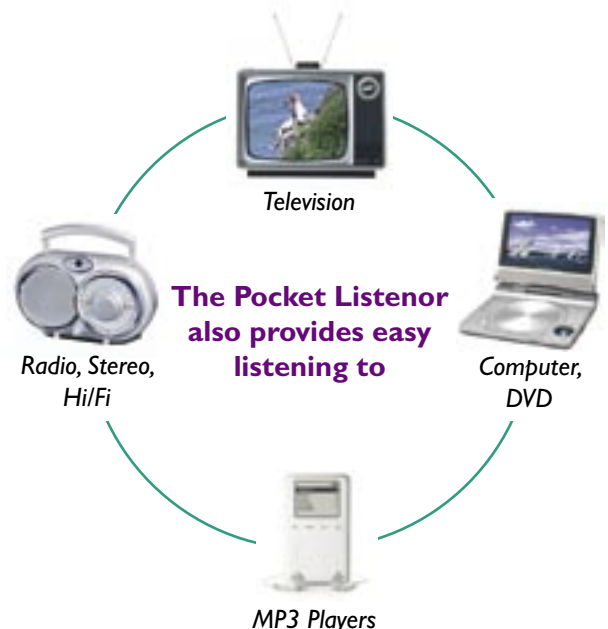 Television
The Pocket Listenor
also provides easy
listening to
Radio, Stereo,
Hi/Fi
Computer,
DVD
MP3 Players